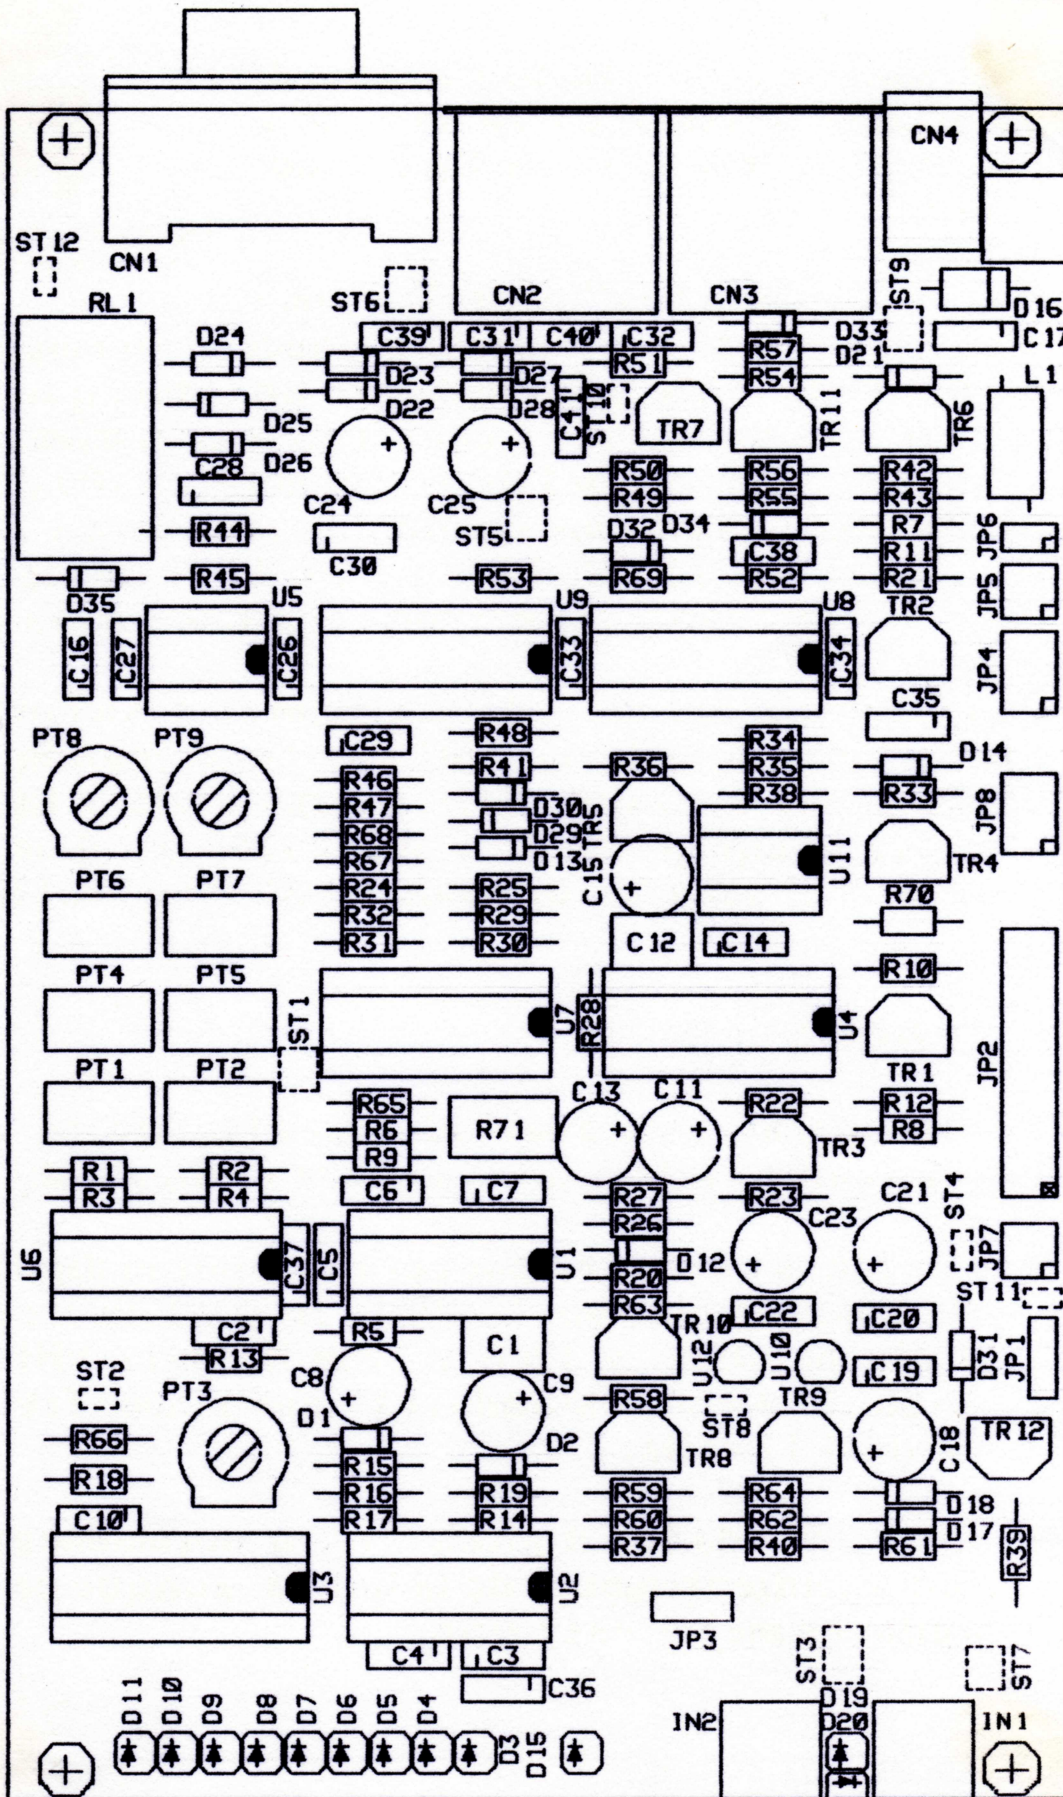 CN4
ST12
CN1
ST6
CN2
CN3
ST9
D16
RL1
C39
C31
C40
C32
D33
C17
D24
R51
R57
D21
D23
D27
R54
L1
D22
D28
C41
ST10
TR7
TR11
TR6
D25
D26
C28
R50
R56
R42
C24
C25
R49
R55
R43
R44
ST5
D32
D34
R7
JP6
C30
C38
R11
D35
R45
R53
R69
R52
R21
JP5
U5
U9
U8
TR2
C16
C27
C26
C33
C34
JP4
C35
PT8
PT9
C29
R48
R34
D14
R46
R41
R36
R35
R47
D30
TR5
R38
R33
JP8
R68
D29
R67
D13
C15
U11
TR4
PT6
PT7
R24
R25
R70
R32
R29
R31
R30
C12
C14
PT4
PT5
ST1
R10
U7
R28
U4
JP2
PT1
PT2
TR1
C13
C11
R65
R22
R12
R6
R71
TR3
R8
R9
R1
R2
R3
R4
C6
C7
R27
R23
C21
ST4
R26
C23
U6
C37
C5
U1
D12
JP7
R20
ST11
R63
C22
C20
C2
R5
TR10
R13
C1
U12
U10
C19
D31
JP1
ST2
PT3
C8
C9
R58
TR9
D1
ST8
R66
D2
TR8
C18
TR12
R15
R18
R16
R19
R59
R64
D18
C10
R17
R14
R60
R62
D17
R37
R40
R61
R39
U3
U2
JP3
C4
C3
ST3
ST7
C36
D11
D10
D9
D8
D7
D6
D5
D4
D3
D15
IN2
D19
D20
IN1